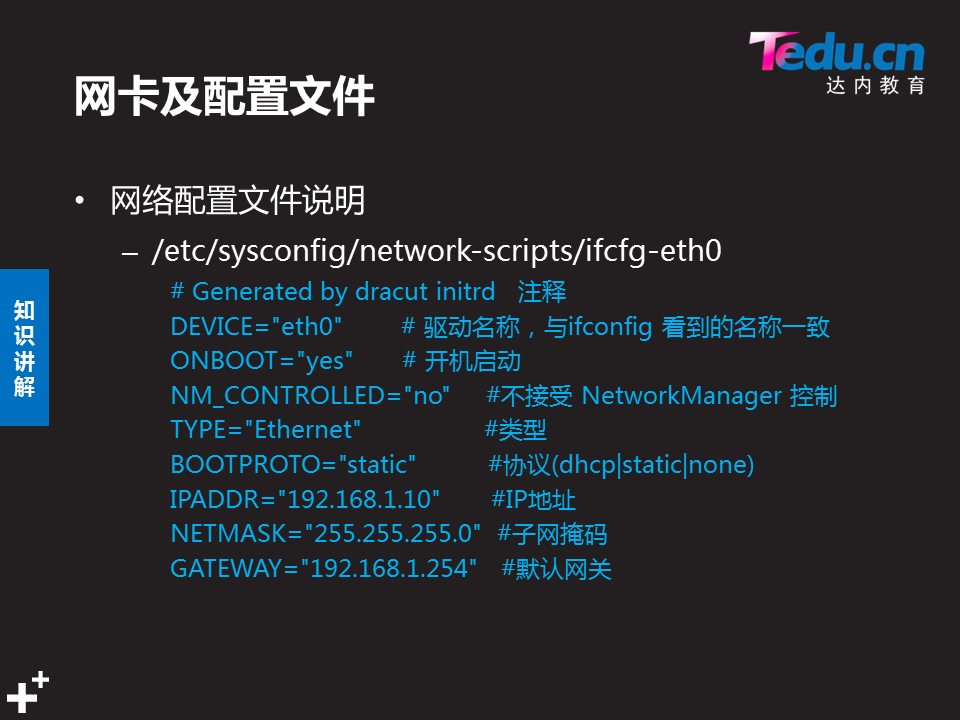 Tedu.cn
达内教育
网卡及配置文件
• 网络配置文件说明
– /etc/sysconfig/network-scripts/ifcfg-eth0
# Generated by dracut initrd 注释
DEVICE="eth0" # 驱动名称，与ifconfig 看到的名称一致
ONBOOT="yes" # 开机启动
NM_CONTROLLED="no" #不接受 NetworkManager 控制
TYPE="Ethernet" #类型
BOOTPROTO="static" #协议(dhcp|static|none)
IPADDR="192.168.1.10" #IP地址
NETMASK="255.255.255.0" #子网掩码
GATEWAY="192.168.1.254" #默认网关
知识讲解